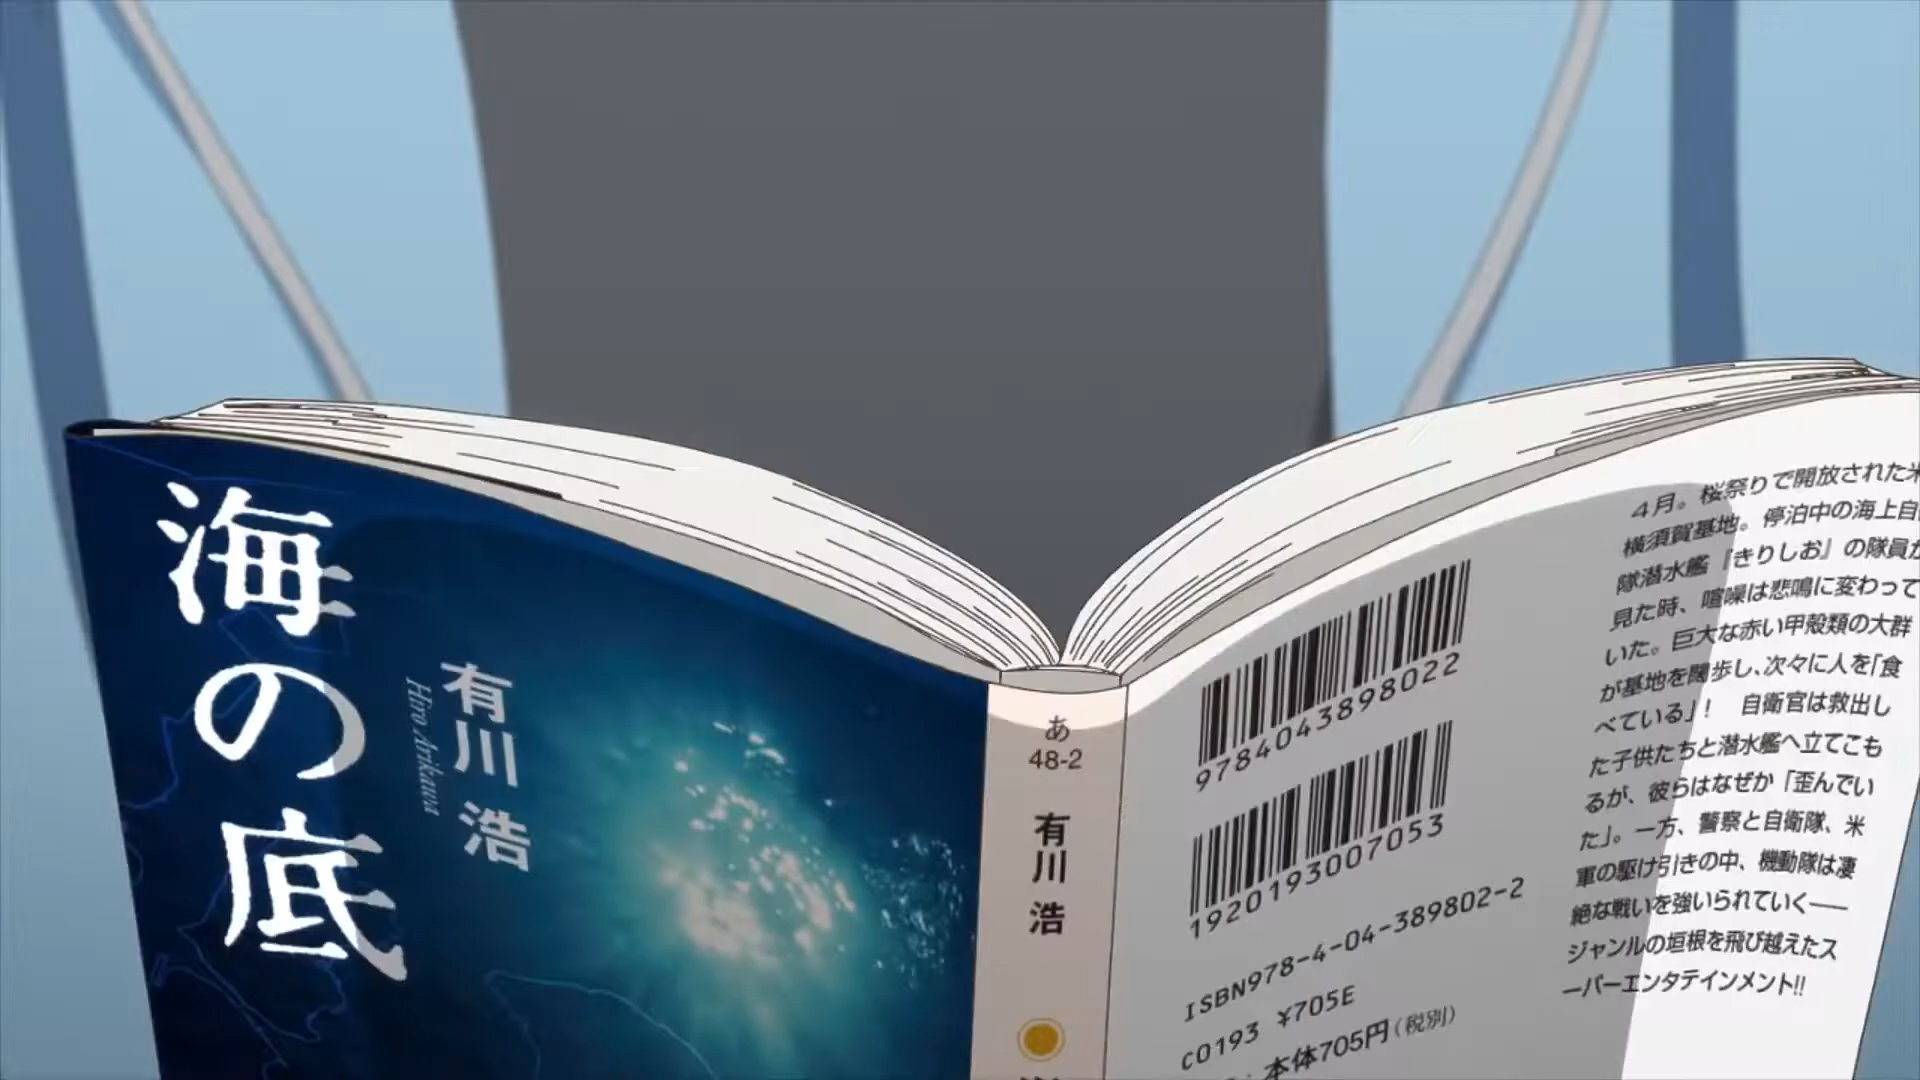 海の底
有川 浩
Hiro Arikawa
あ
48-2
有川 浩
9784043898022
1920193007053
ISBN978-4-04-389802-2
C0193 ¥705E
本体705円(税別)
4月。桜祭りで開放された米
横須賀基地。停泊中の海上自
隊潜水艦『きりしお』の隊員が
見た時、喧噪は悲鳴に変わって
いた。巨大な赤い甲殻類の大群
が基地を闊歩し、次々に人を「食
べている」! 自衛官は救出し
た子供たちと潜水艦へ立てこも
るが、彼らはなぜか「歪んでい
た」。一方、警察と自衛隊、米
軍の駆け引きの中、機動隊は凄
絶な戦いを強いられていく――
ジャンルの垣根を飛び越えたス
ーパーエンタテインメント!!